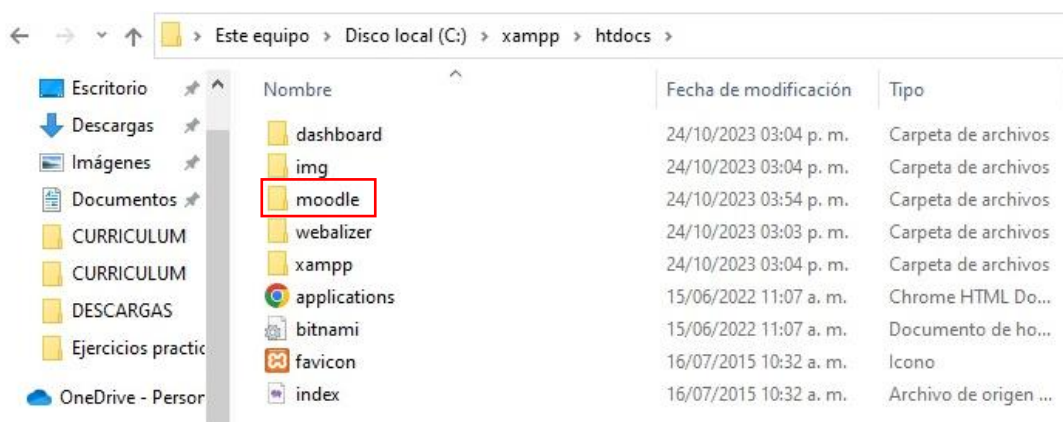 Este equipo > Disco local (C:) > xampp > htdocs >
Escritorio
Descargas
Imágenes
Documentos
CURRICULUM
CURRICULUM
DESCARGAS
Ejercicios practic
OneDrive - Person
Nombre Fecha de modificación Tipo
dashboard 24/10/2023 03:04 p. m. Carpeta de archivos
img 24/10/2023 03:04 p. m. Carpeta de archivos
moodle 24/10/2023 03:54 p. m. Carpeta de archivos
webalizer 24/10/2023 03:03 p. m. Carpeta de archivos
xampp 24/10/2023 03:04 p. m. Carpeta de archivos
applications 15/06/2022 11:07 a. m. Chrome HTML Do...
bitnami 15/06/2022 11:07 a. m. Documento de ho...
favicon 16/07/2015 10:32 a. m. Icono
index 16/07/2015 10:32 a. m. Archivo de origen ...